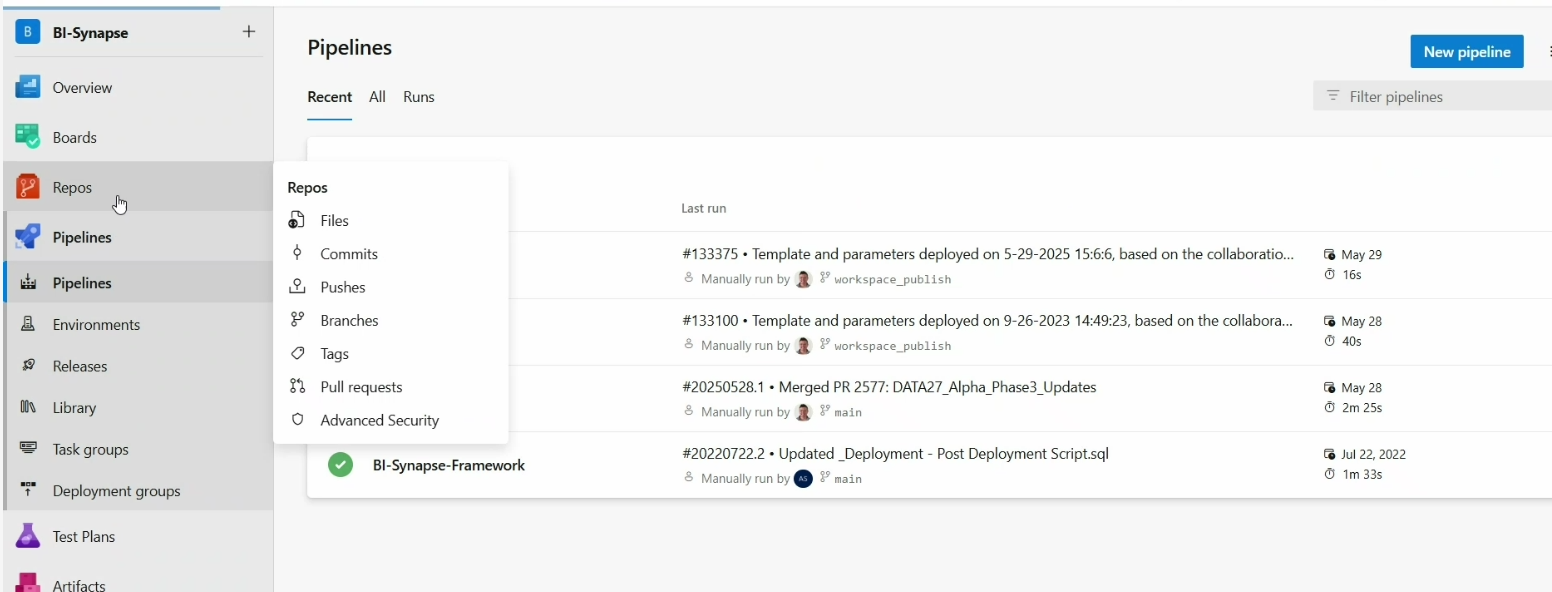 B BI-Synapse +
Overview
Boards
Repos
Pipelines
Pipelines
Environments
Releases
Library
Task groups
Deployment groups
Test Plans
Artifacts
Repos
Files
Commits
Pushes
Branches
Tags
Pull requests
Advanced Security
Pipelines
New pipeline
Recent All Runs
Filter pipelines
Last run
#133375 • Template and parameters deployed on 5-29-2025 15:6:6, based on the collaboratio...
Manually run by workspace_publish
May 29
16s
#133100 • Template and parameters deployed on 9-26-2023 14:49:23, based on the collabora...
Manually run by workspace_publish
May 28
40s
#20250528.1 • Merged PR 2577: DATA27_Alpha_Phase3_Updates
Manually run by main
May 28
2m 25s
BI-Synapse-Framework
#20220722.2 • Updated _Deployment - Post Deployment Script.sql
Manually run by AS main
Jul 22, 2022
1m 33s